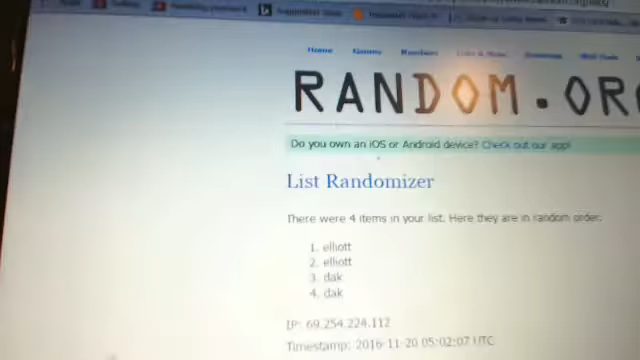 Home Games
RANDOM.OR
Do you own an iOS or Android device? Check out our app!
List Randomizer
There were 4 items in your list. Here they are in random order:
1. elliott
2. elliott
3. dak
4. dak
IP: 69.254.224.112
Timestamp: 2016-11-20 05:02:07 UTC